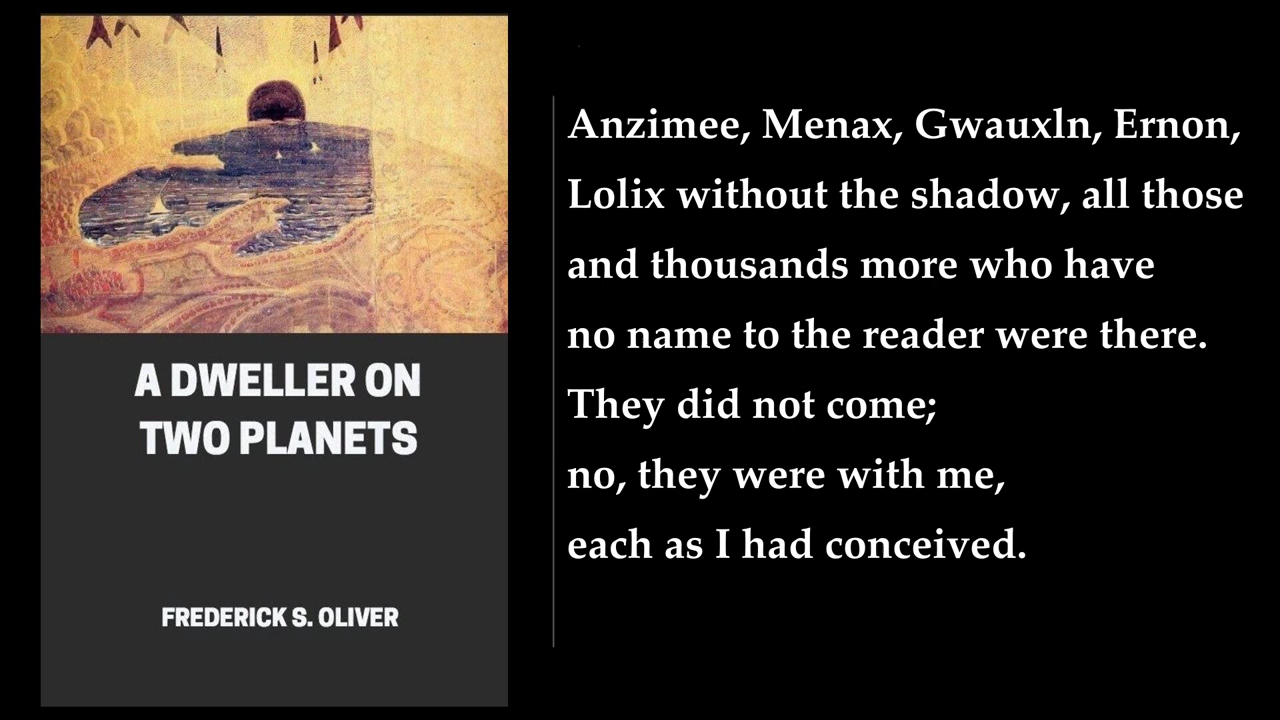 A DWELLER ON
TWO PLANETS
FREDERICK S. OLIVER
Anzimee, Menax, Gwauxln, Ernon,
Lolix without the shadow, all those
and thousands more who have
no name to the reader were there.
They did not come;
no, they were with me,
each as I had conceived.